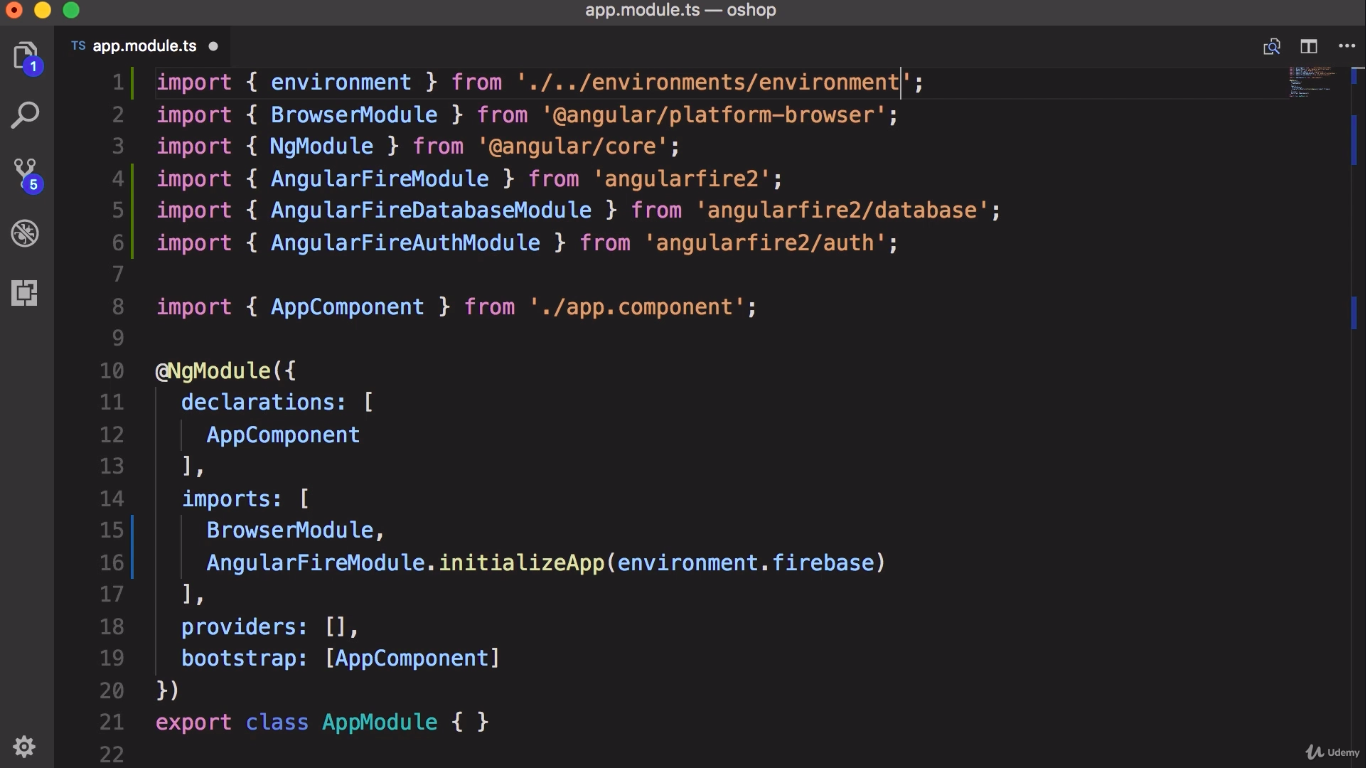 app.module.ts — oshop
TS app.module.ts
1
5
1 import { environment } from './../environments/environment';
2 import { BrowserModule } from '@angular/platform-browser';
3 import { NgModule } from '@angular/core';
4 import { AngularFireModule } from 'angularfire2';
5 import { AngularFireDatabaseModule } from 'angularfire2/database';
6 import { AngularFireAuthModule } from 'angularfire2/auth';
7
8 import { AppComponent } from './app.component';
9
10 @NgModule({
11   declarations: [
12     AppComponent
13   ],
14   imports: [
15     BrowserModule,
16     AngularFireModule.initializeApp(environment.firebase)
17   ],
18   providers: [],
19   bootstrap: [AppComponent]
20 })
21 export class AppModule { }
22
Udemy